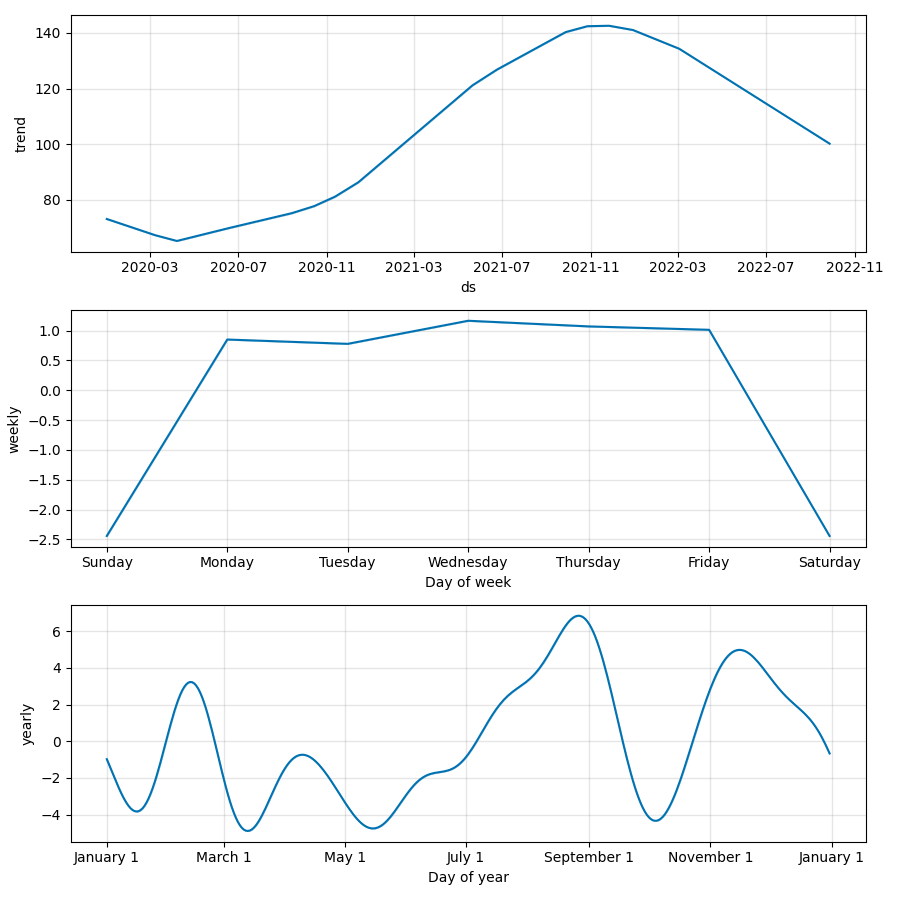 140
120
100
80
trend
2020-03 2020-07 2020-11 2021-03 2021-07 2021-11 2022-03 2022-07 2022-11
ds
1.0
0.5
0.0
−0.5
−1.0
−1.5
−2.0
−2.5
weekly
Sunday Monday Tuesday Wednesday Thursday Friday Saturday
Day of week
6
4
2
0
−2
−4
yearly
January 1 March 1 May 1 July 1 September 1 November 1 January 1
Day of year